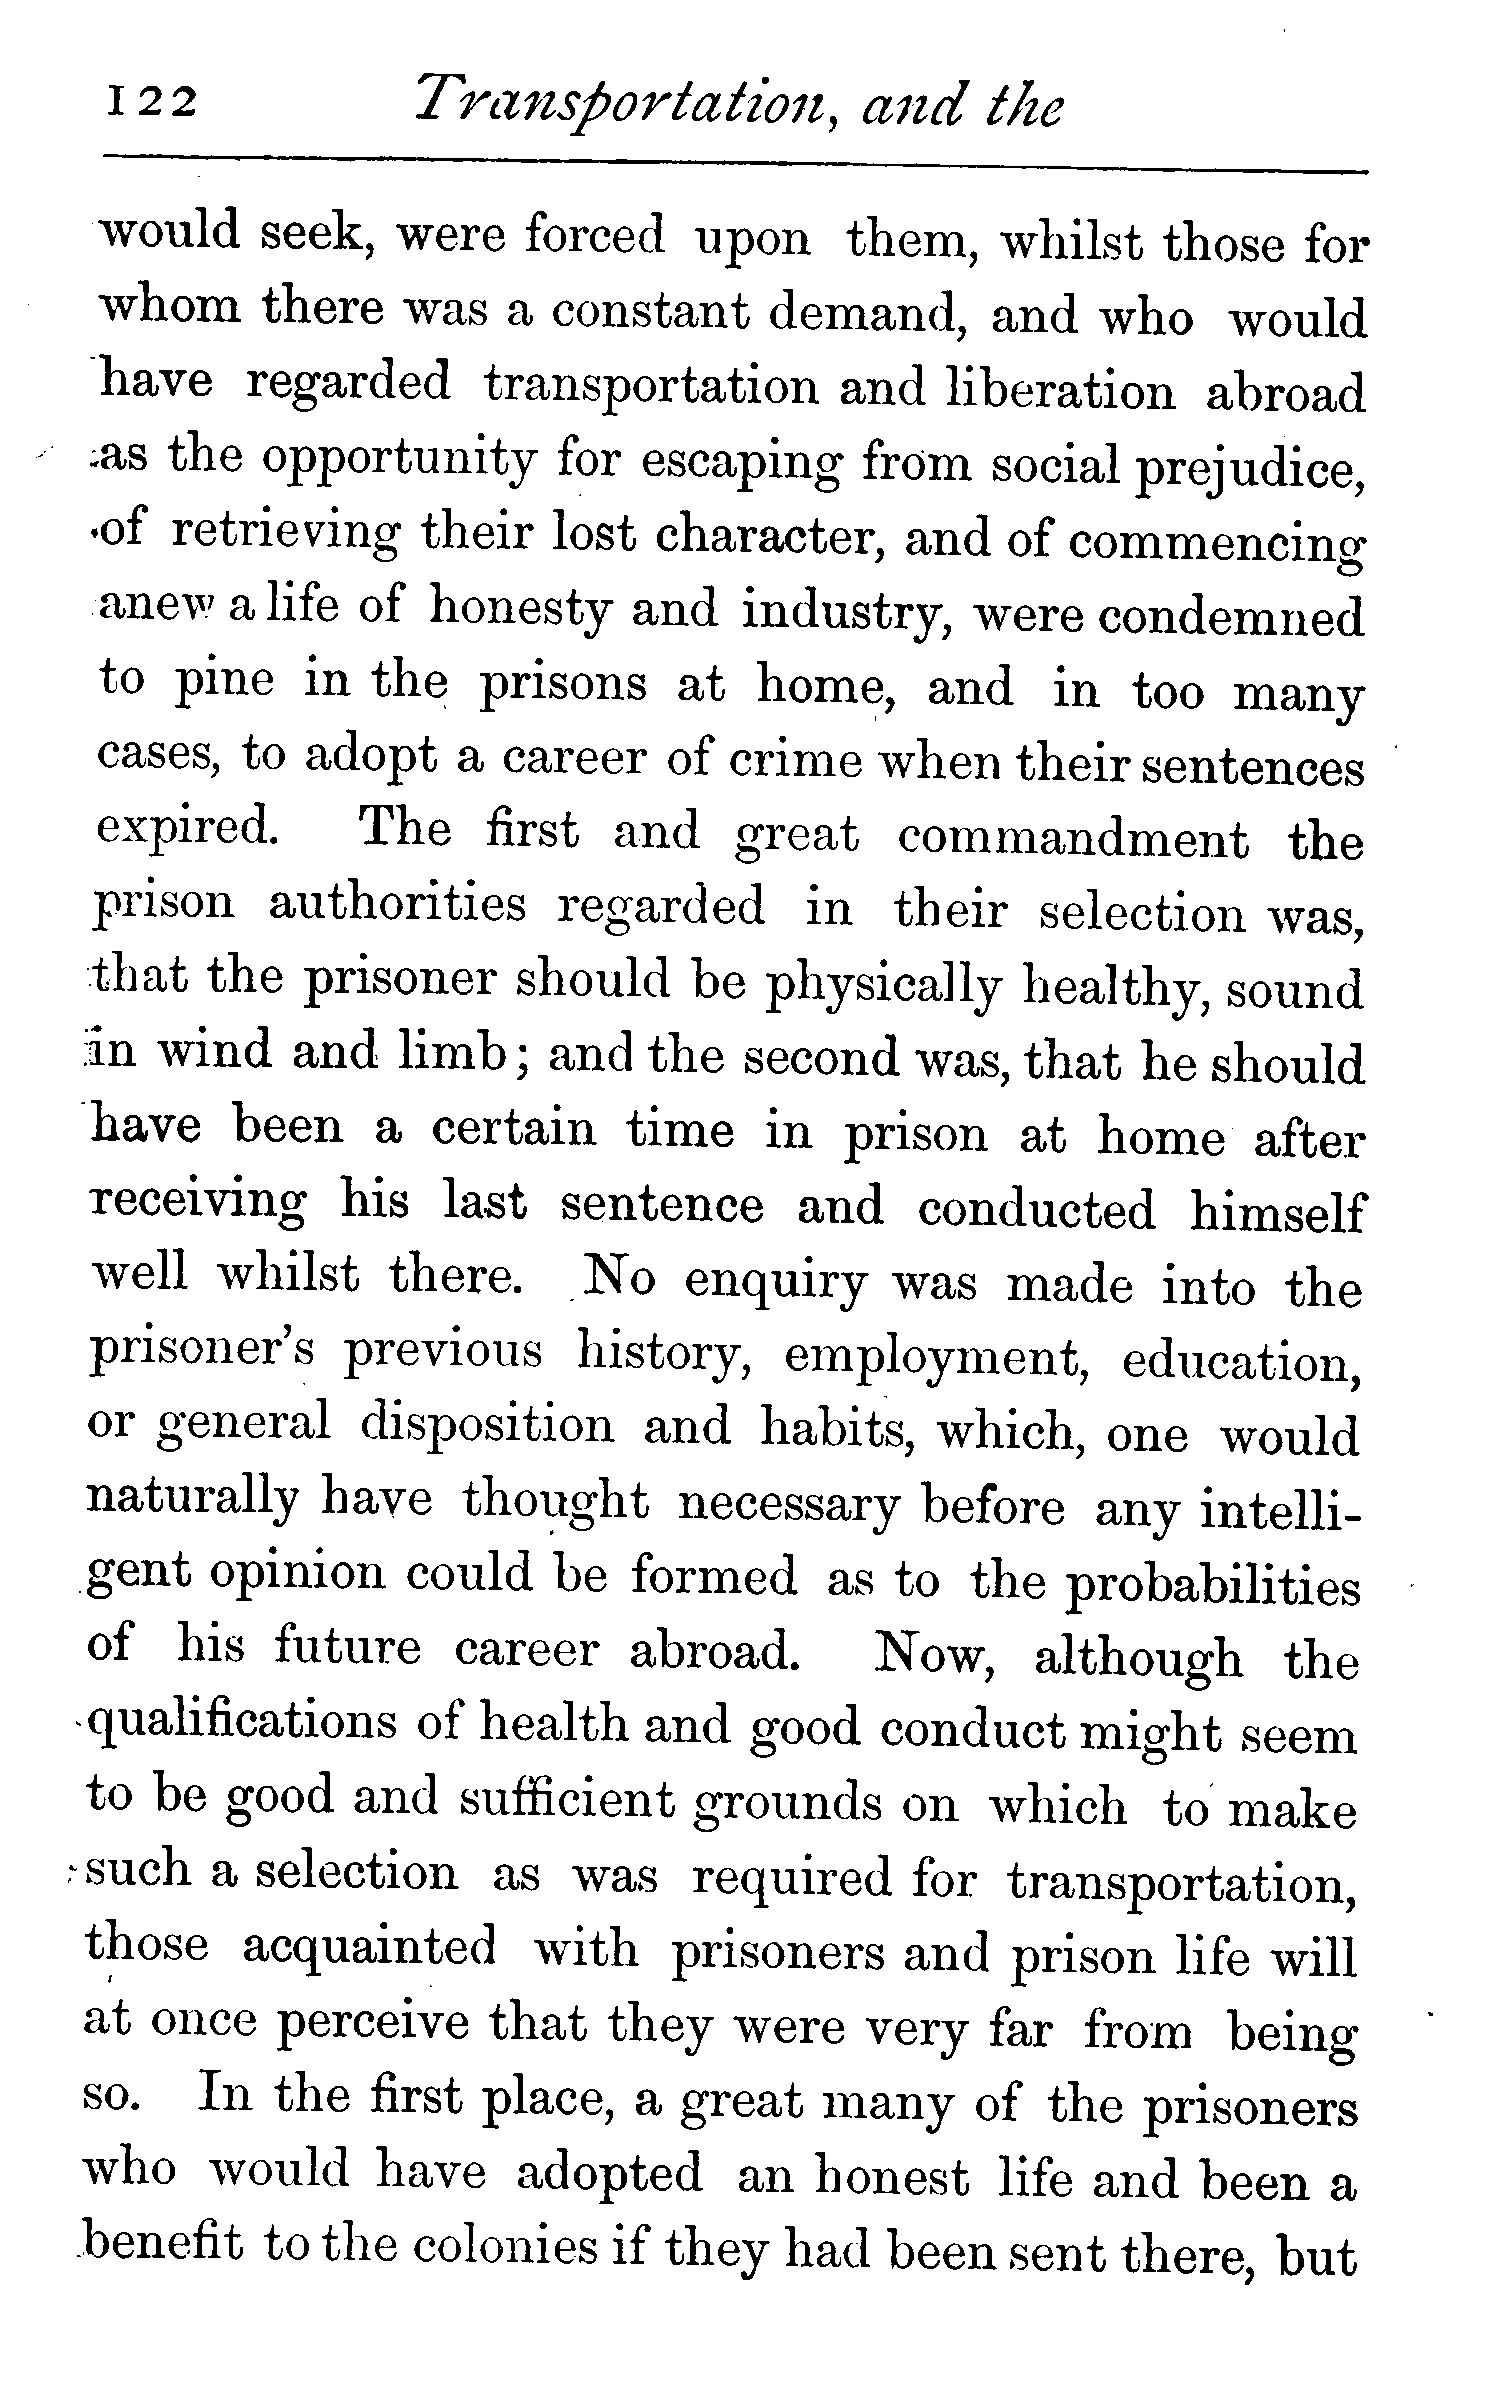 122 Transportation, and the
would seek, were forced upon them, whilst those for
whom there was a constant demand, and who would
have regarded transportation and liberation abroad
as the opportunity for escaping from social prejudice,
of retrieving their lost character, and of commencing
anew a life of honesty and industry, were condemned
to pine in the prisons at home, and in too many
cases, to adopt a career of crime when their sentences
expired. The first and great commandment the
prison authorities regarded in their selection was,
that the prisoner should be physically healthy, sound
in wind and limb; and the second was, that he should
have been a certain time in prison at home after
receiving his last sentence and conducted himself
well whilst there. No enquiry was made into the
prisoner's previous history, employment, education,
or general disposition and habits, which, one would
naturally have thought necessary before any intelli-
gent opinion could be formed as to the probabilities
of his future career abroad. Now, although the
qualifications of health and good conduct might seem
to be good and sufficient grounds on which to make
such a selection as was required for transportation,
those acquainted with prisoners and prison life will
at once perceive that they were very far from being
so. In the first place, a great many of the prisoners
who would have adopted an honest life and been a
benefit to the colonies if they had been sent there, but